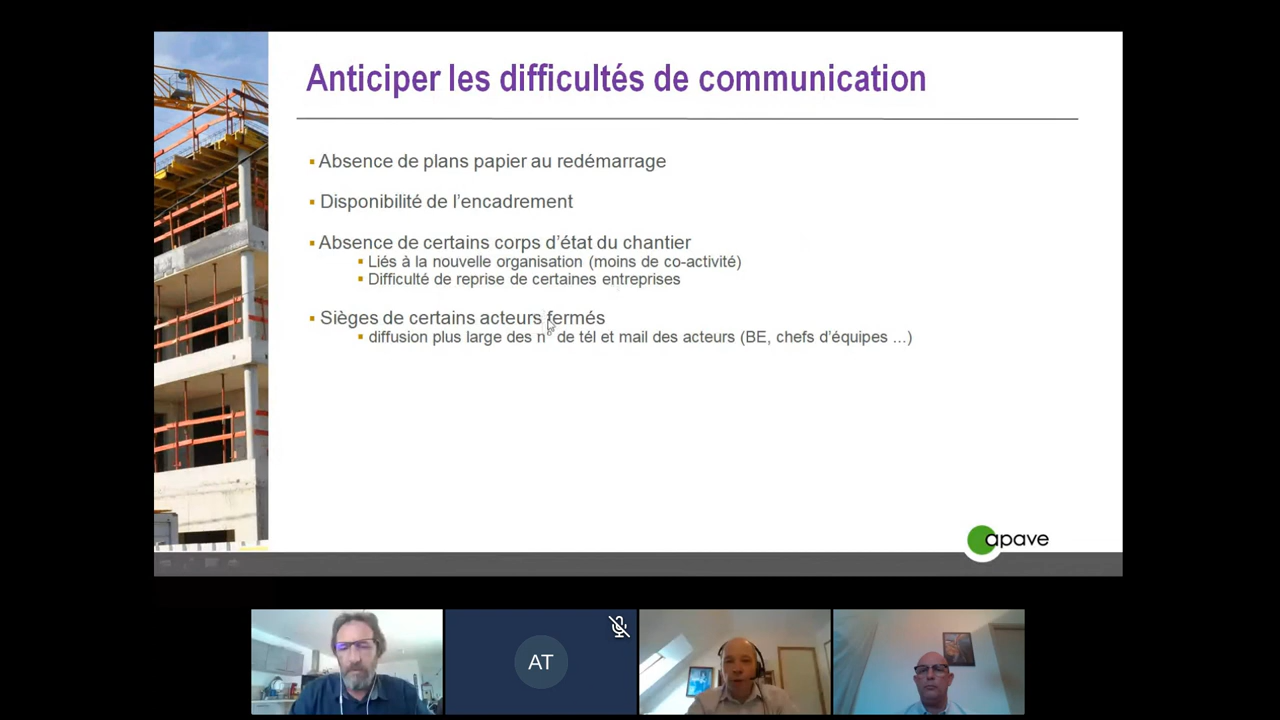 Anticiper les difficultés de communication
Absence de plans papier au redémarrage
Disponibilité de l'encadrement
Absence de certains corps d'état du chantier
Liés à la nouvelle organisation (moins de co-activité)
Difficulté de reprise de certaines entreprises
Sièges de certains acteurs fermés
diffusion plus large des n° de tél et mail des acteurs (BE, chefs d'équipes ...)
apave
AT